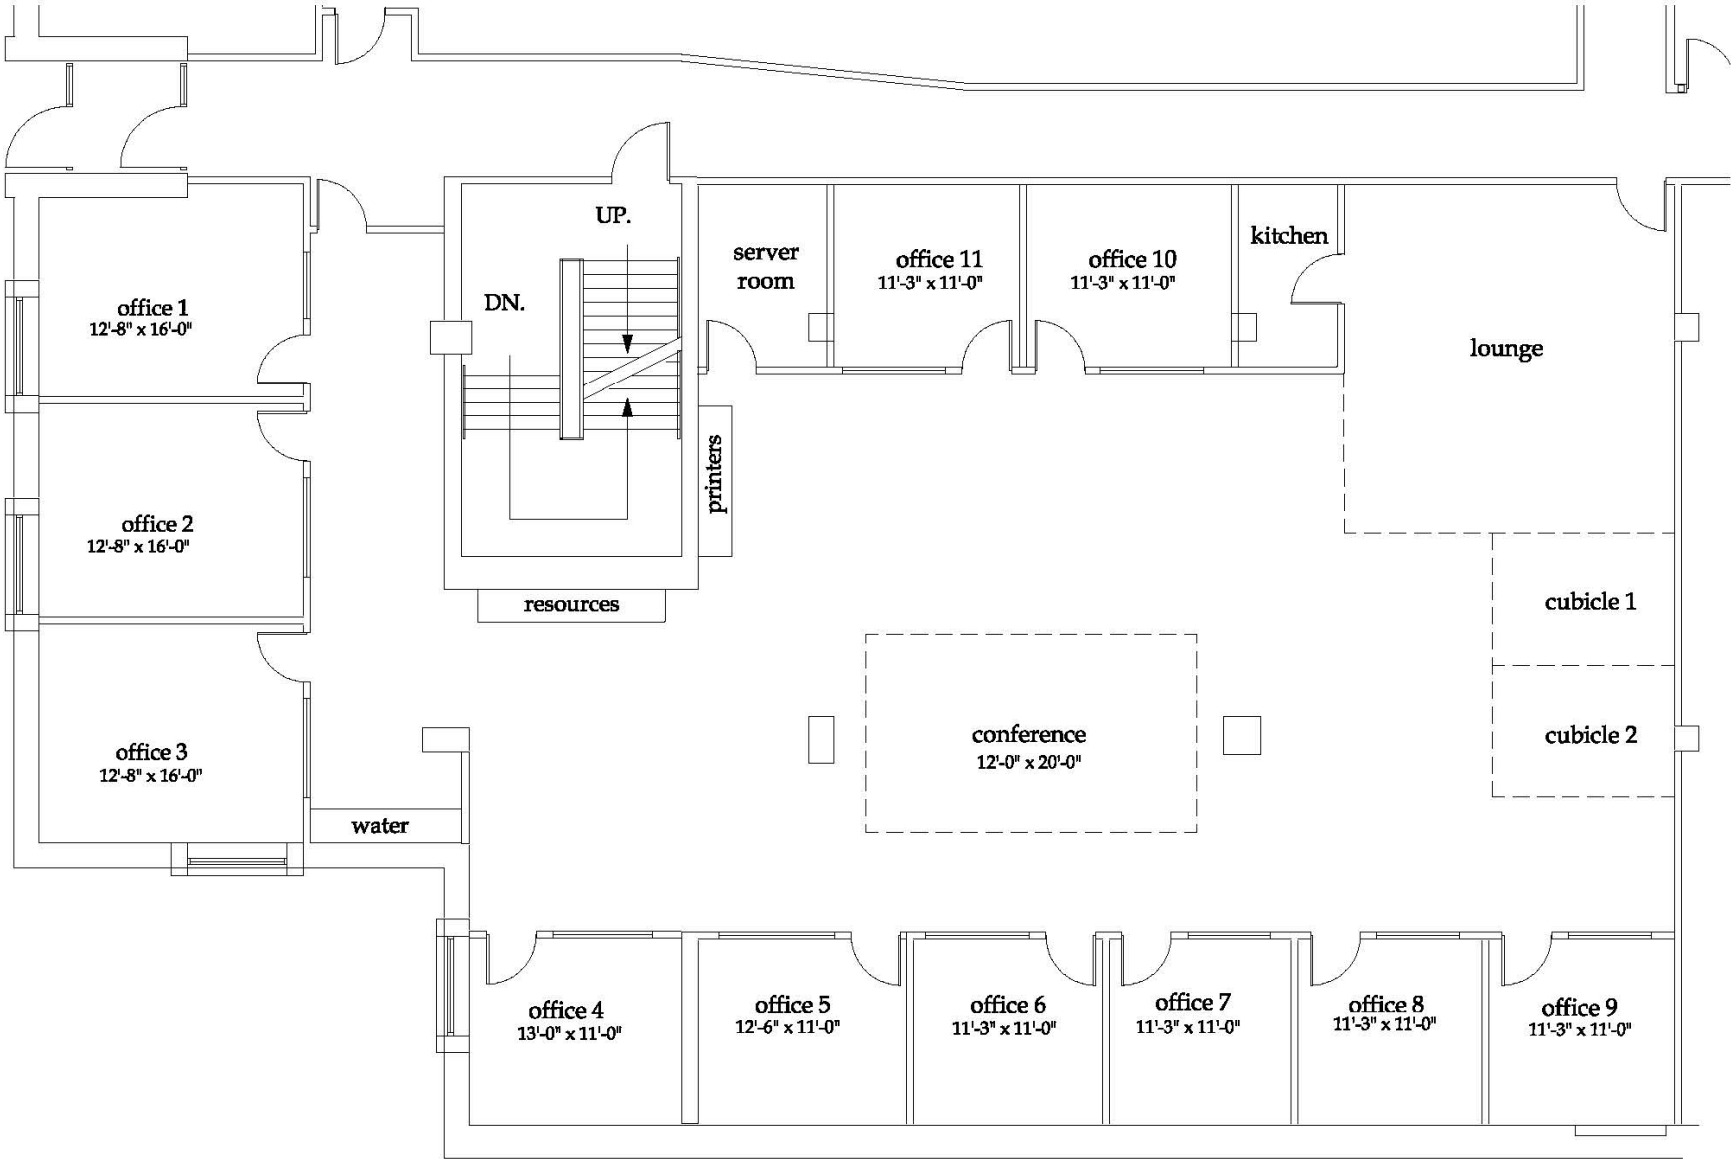 UP.
DN.
server
room
office 11
11'-3" x 11'-0"
office 10
11'-3" x 11'-0"
kitchen
lounge
office 1
12'-8" x 16'-0"
office 2
12'-8" x 16'-0"
office 3
12'-8" x 16'-0"
printers
resources
cubicle 1
cubicle 2
conference
12'-0" x 20'-0"
water
office 4
13'-0" x 11'-0"
office 5
12'-6" x 11'-0"
office 6
11'-3" x 11'-0"
office 7
11'-3" x 11'-0"
office 8
11'-3" x 11'-0"
office 9
11'-3" x 11'-0"